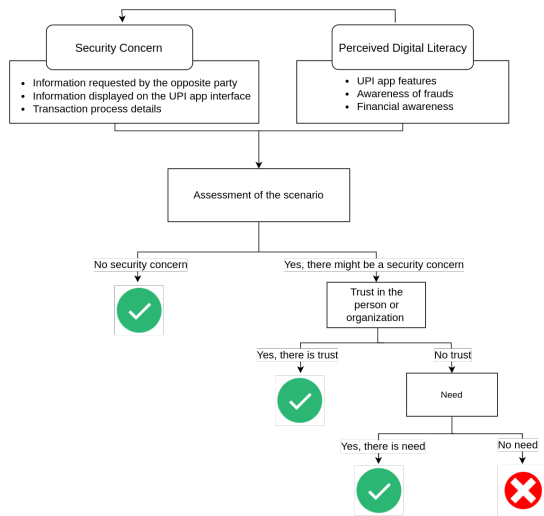 Security Concern
Perceived Digital Literacy
Information requested by the opposite party
Information displayed on the UPI app interface
Transaction process details
UPI app features
Awareness of frauds
Financial awareness
Assessment of the scenario
No security concern
Yes, there might be a security concern
Trust in the
person or
organization
Yes, there is trust
No trust
Need
Yes, there is need
No need